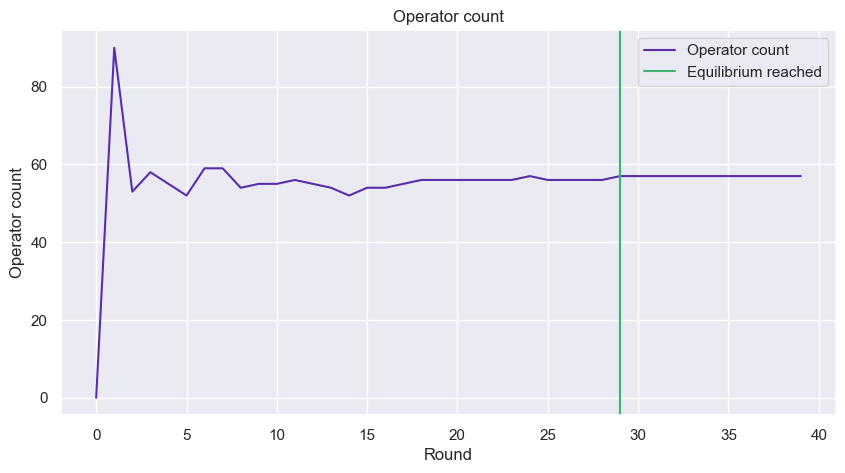 Operator count
Operator count
Equilibrium reached
Operator count
80
60
40
20
0
0 5 10 15 20 25 30 35 40
Round